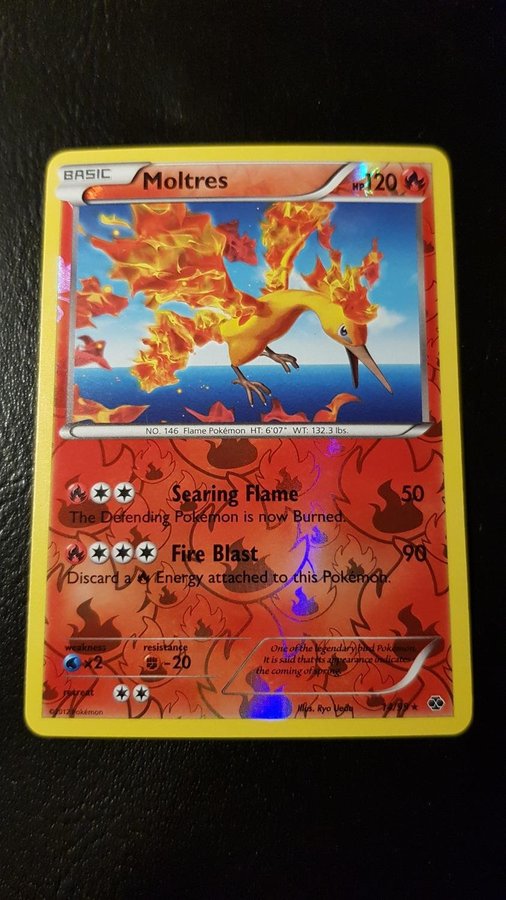 BASIC Moltres HP120
NO. 146 Flame Pokémon HT: 6'07" WT: 132.3 lbs.
Searing Flame 50
The Defending Pokémon is now Burned.
Fire Blast 90
Discard a Energy attached to this Pokémon.
weakness resistance
×2 -20
retreat
One of the legendary bird Pokémon.
It is said that its appearance indicates
the coming of spring.
©2012 Pokémon Illus. Ryo Ueda 14/98 ★